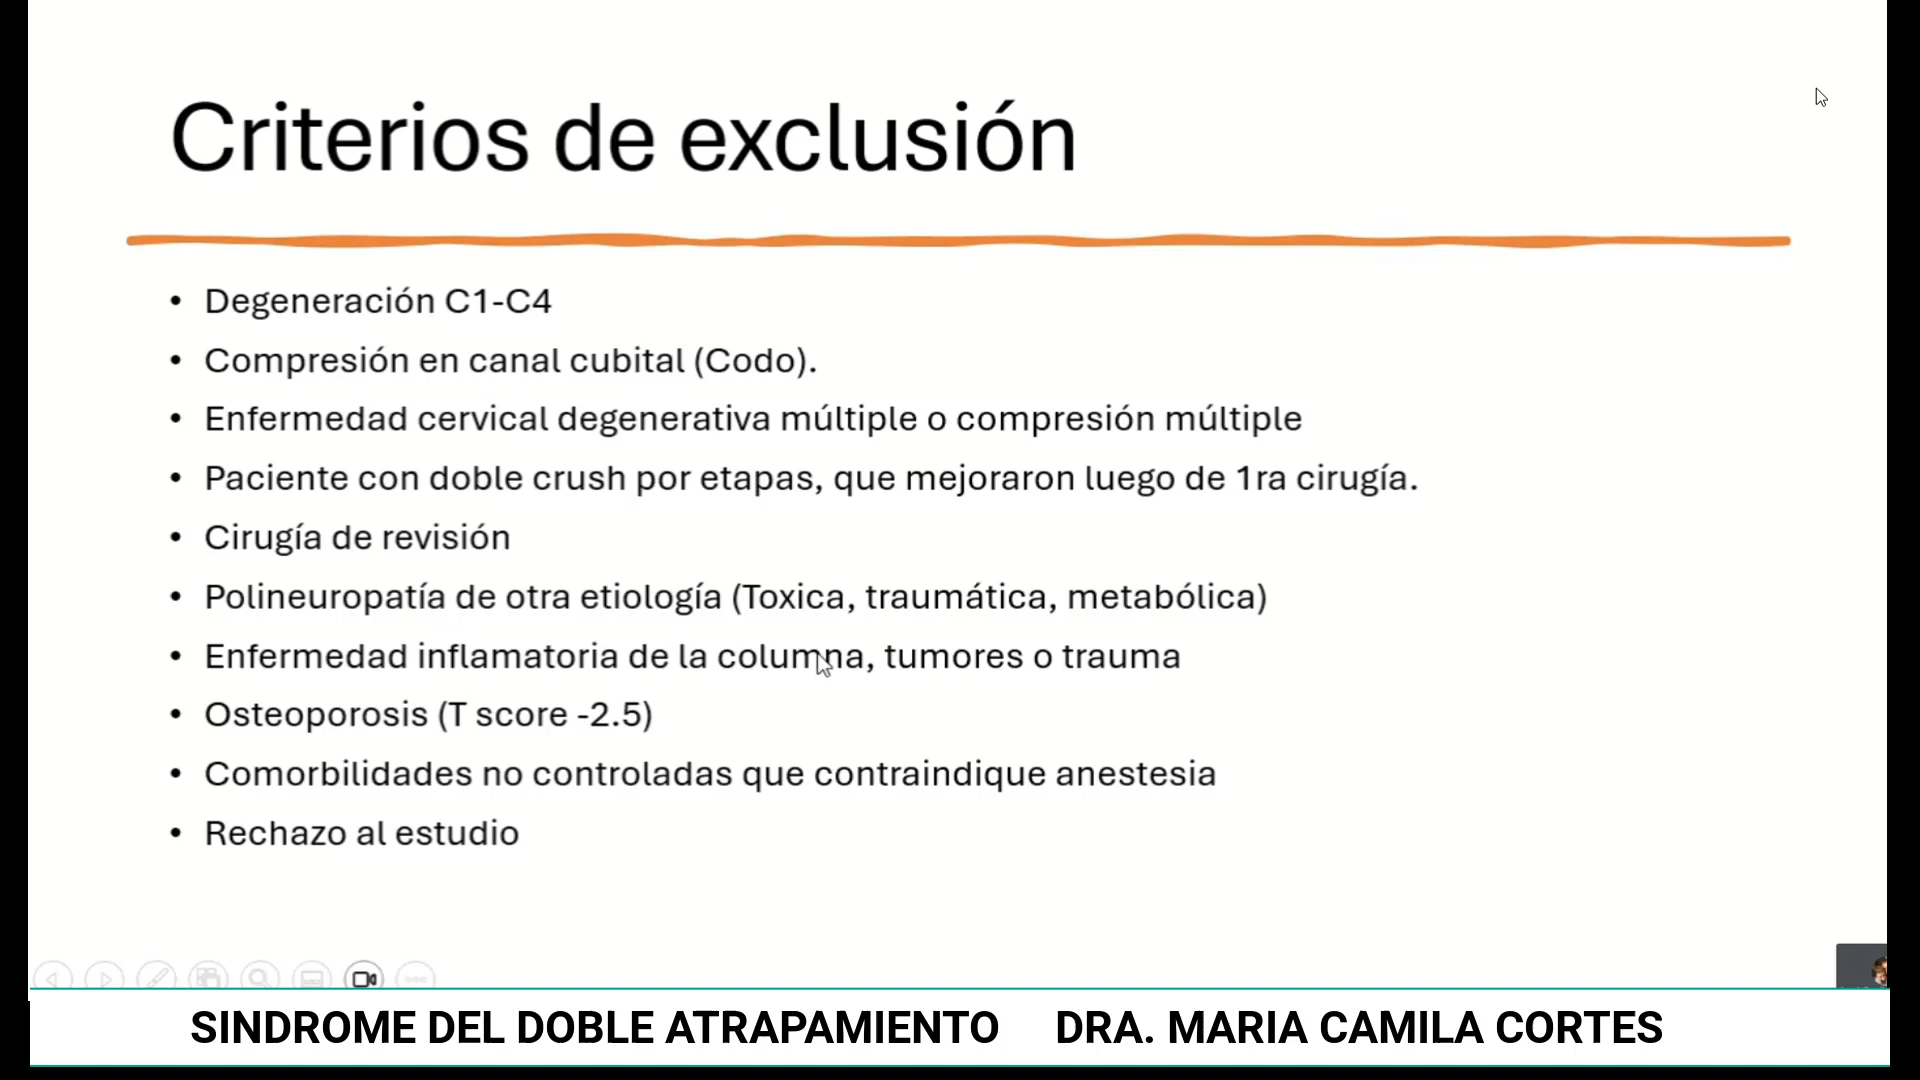 Criterios de exclusión
• Degeneración C1-C4
• Compresión en canal cubital (Codo).
• Enfermedad cervical degenerativa múltiple o compresión múltiple
• Paciente con doble crush por etapas, que mejoraron luego de 1ra cirugía.
• Cirugía de revisión
• Polineuropatía de otra etiología (Toxica, traumática, metabólica)
• Enfermedad inflamatoria de la columna, tumores o trauma
• Osteoporosis (T score -2.5)
• Comorbilidades no controladas que contraindique anestesia
• Rechazo al estudio
SINDROME DEL DOBLE ATRAPAMIENTO DRA. MARIA CAMILA CORTES